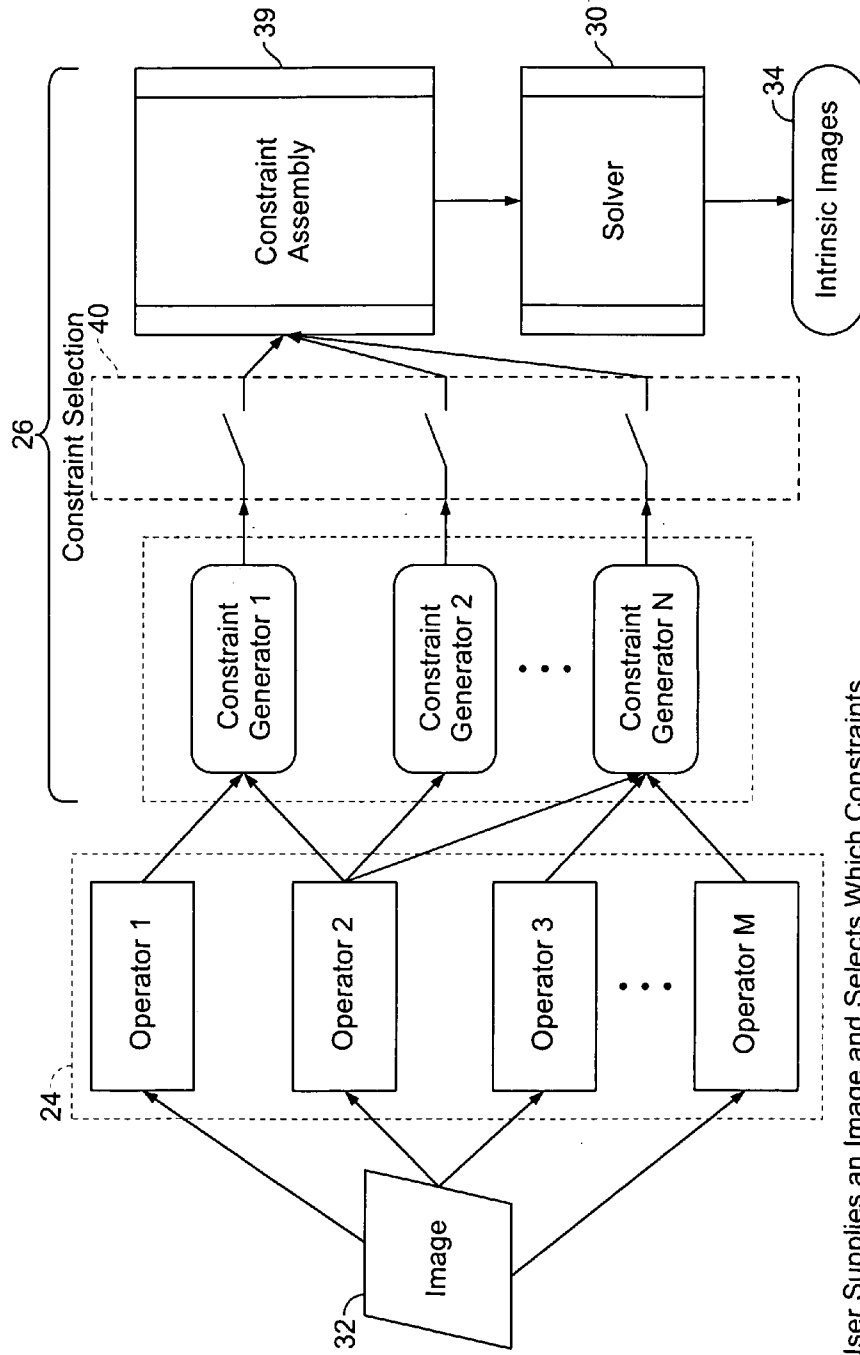 26
Constraint Selection
40
39
24
32
Image
Operator 1
Operator 2
Operator 3
Operator M
Constraint
Generator 1
Constraint
Generator 2
Constraint
Generator N
Constraint
Assembly
Solver
30
34
Intrinsic Images
User Supplies an Image and Selects Which Constraints